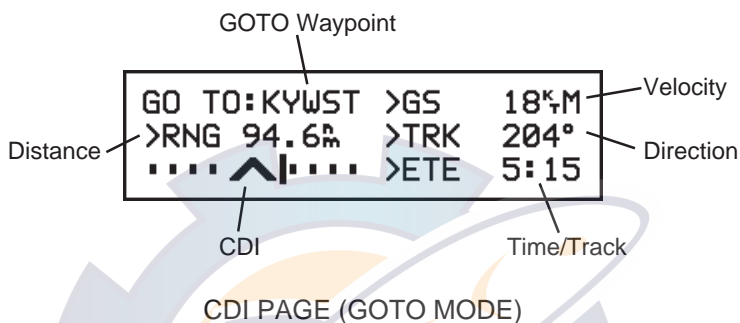 GOTO Waypoint
GO TO:KYWST >GS 18KTM
Velocity
>RNG 94.6nm >TRK 204°
Distance
Direction
>ETE 5:15
CDI
Time/Track
CDI PAGE (GOTO MODE)